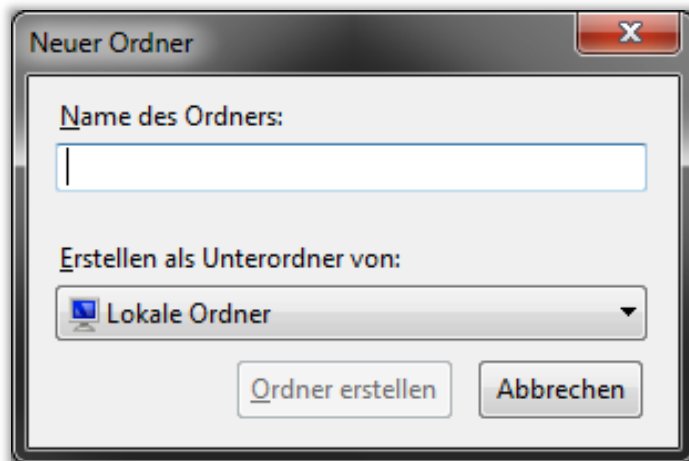 Neuer Ordner
Name des Ordners:
Erstellen als Unterordner von:
Lokale Ordner
Ordner erstellen Abbrechen